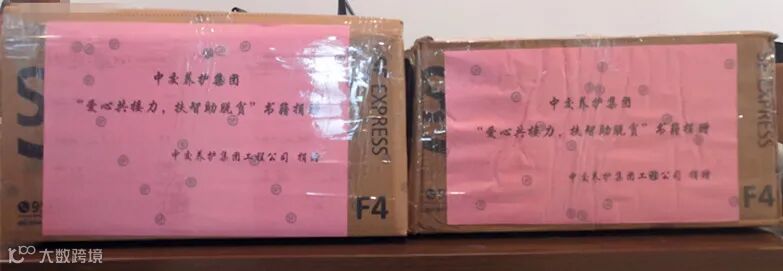 中交养护集团
“爱心共接力，扶智助脱贫”书籍捐赠
中交养护集团工程公司 捐赠
EXPRESS
F4
中交养护集团
“爱心共接力，扶智助脱贫”书籍捐赠
中交养护集团工程公司 捐赠
EXPRESS
F4
大数跨境